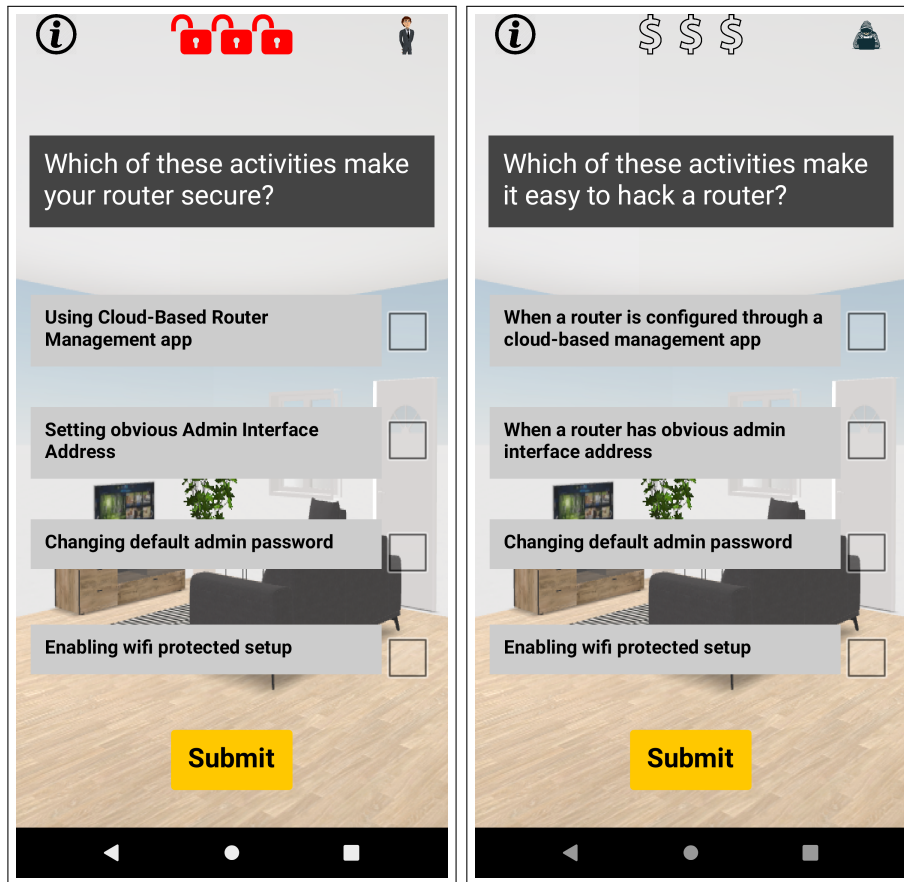 Which of these activities make
your router secure?
Using Cloud-Based Router
Management app
Setting obvious Admin Interface
Address
Changing default admin password
Enabling wifi protected setup
Submit
$ $ $
Which of these activities make
it easy to hack a router?
When a router is configured through a
cloud-based management app
When a router has obvious admin
interface address
Changing default admin password
Enabling wifi protected setup
Submit